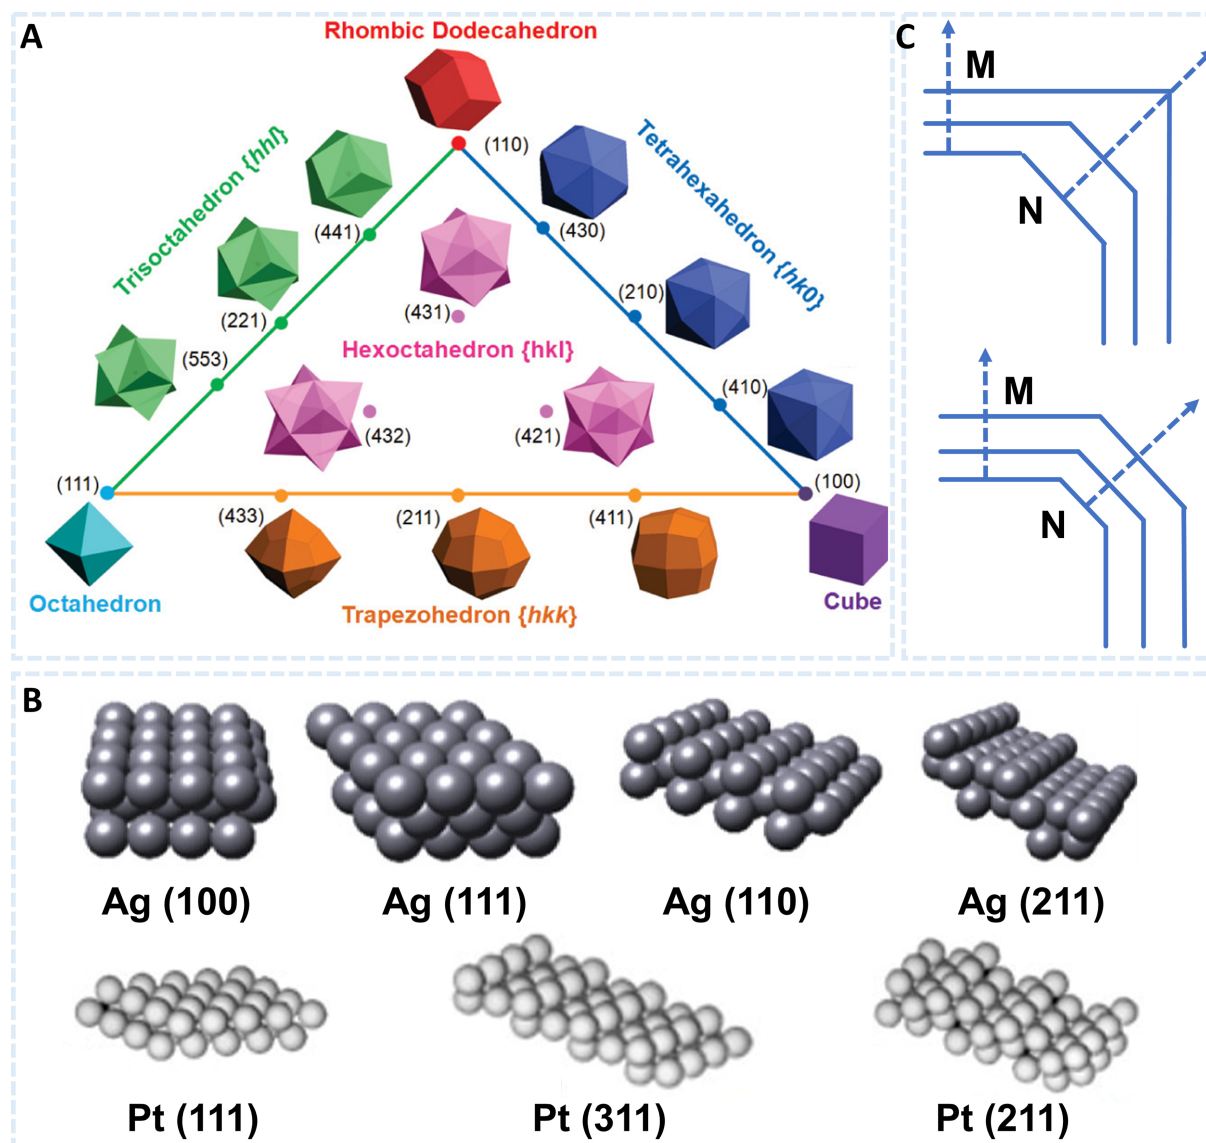 A
Rhombic Dodecahedron
(110)
Trisoctahedron {hhl}
Tetrahexahedron {hk0}
(441)
(430)
(221)
(431)
(210)
Hexoctahedron {hkl}
(553)
(410)
(432)
(421)
(111)
(100)
(433)
(211)
(411)
Octahedron
Trapezohedron {hkk}
Cube
C
M
N
M
N
B
Ag (100)
Ag (111)
Ag (110)
Ag (211)
Pt (111)
Pt (311)
Pt (211)